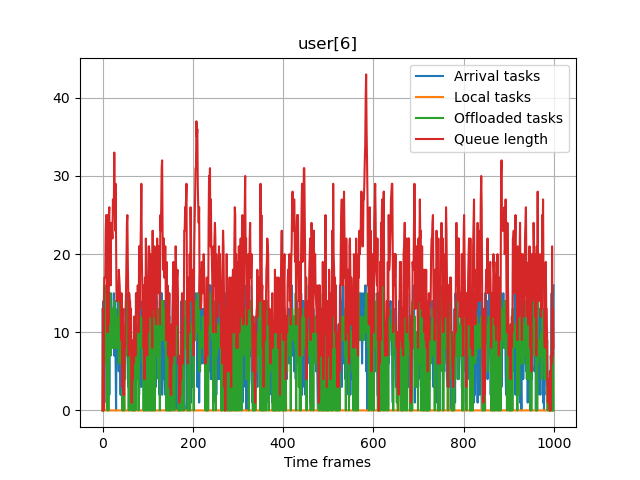 user[6]
Arrival tasks
Local tasks
Offloaded tasks
Queue length
40
30
20
10
0
0 200 400 600 800 1000
Time frames